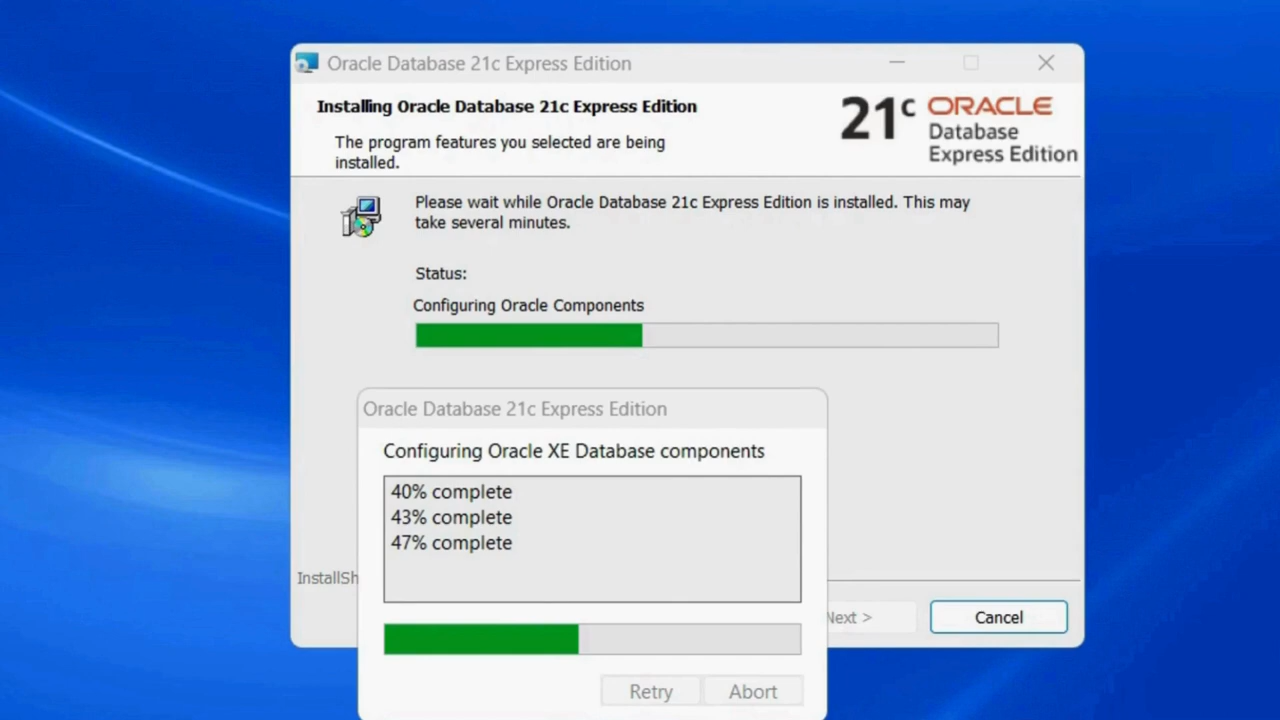 Oracle Database 21c Express Edition
Installing Oracle Database 21c Express Edition
The program features you selected are being
installed.
21c ORACLE
Database
Express Edition
Please wait while Oracle Database 21c Express Edition is installed. This may
take several minutes.
Status:
Configuring Oracle Components
Oracle Database 21c Express Edition
Configuring Oracle XE Database components
40% complete
43% complete
47% complete
InstallSh
Next >
Cancel
Retry
Abort